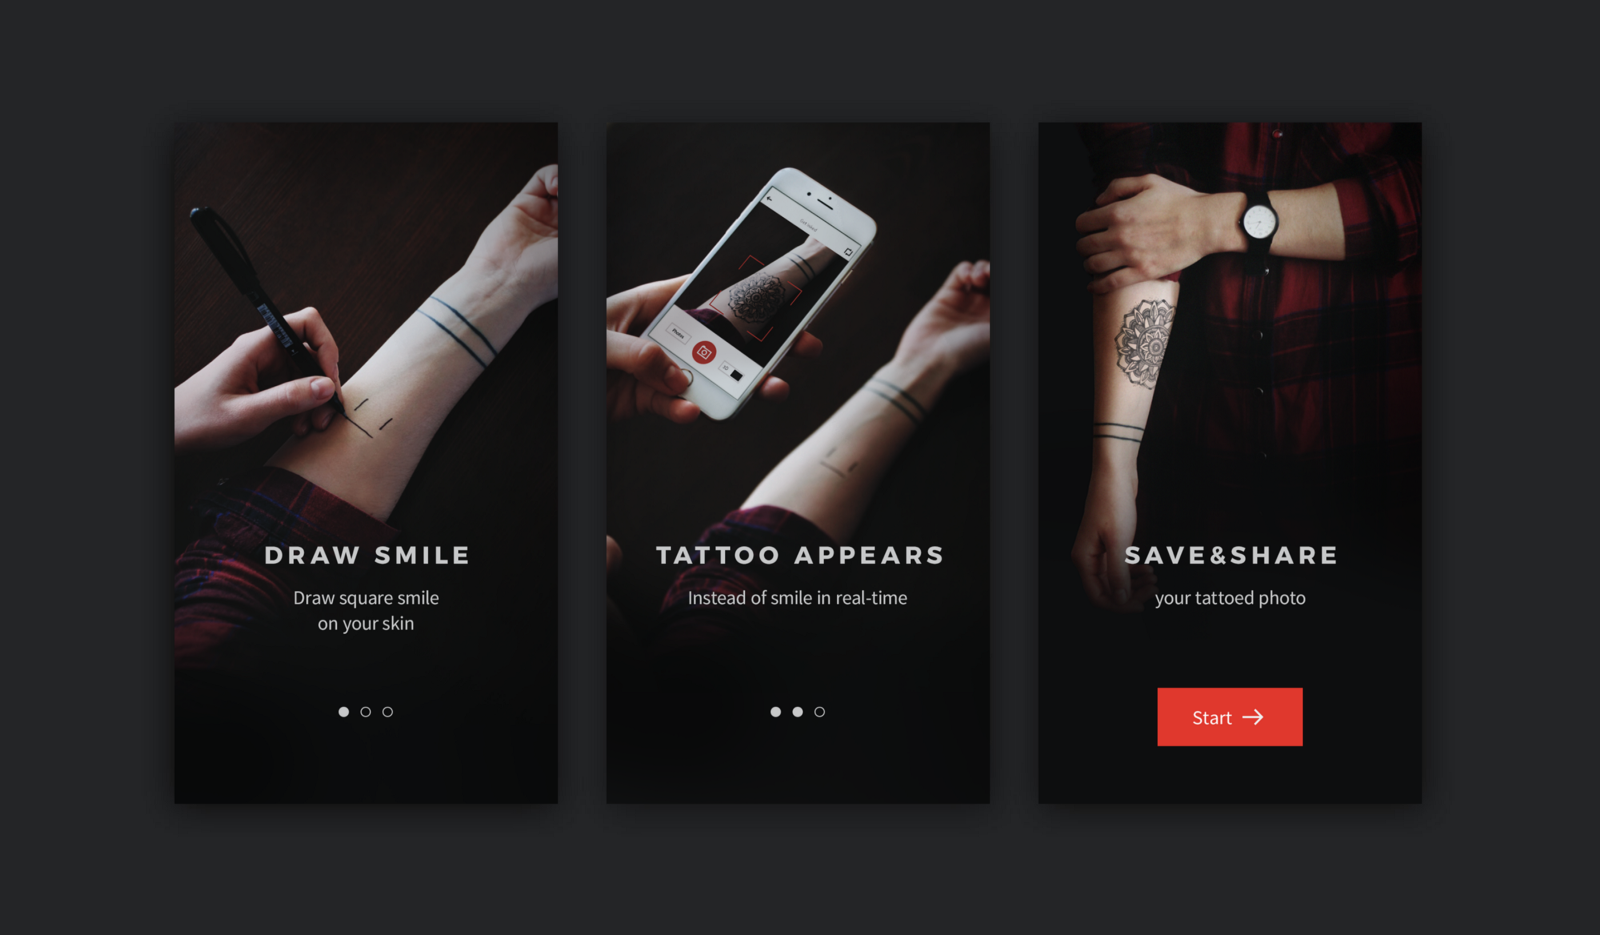 DRAW SMILE
Draw square smile
on your skin
Photos
TATTOO APPEARS
Instead of smile in real-time
SAVE&SHARE
your tattoed photo
Start